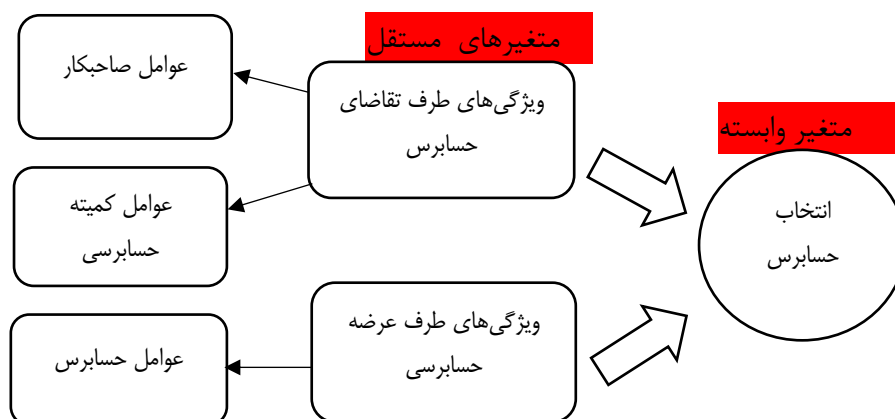 متغیرهای مستقل
متغیر وابسته
عوامل صاحبکار
ویژگی‌های طرف تقاضای
حسابرس
عوامل کمیته
حسابرسی
انتخاب
حسابرس
ویژگی‌های طرف عرضه
حسابرسی
عوامل حسابرس